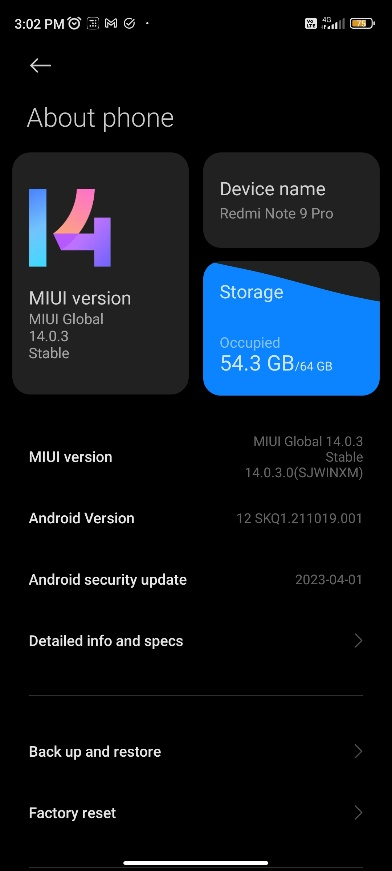 3:02 PM
Vo LTE 4G 75
About phone
14
MIUI version
MIUI Global
14.0.3
Stable
Device name
Redmi Note 9 Pro
Storage
Occupied
54.3 GB/64 GB
MIUI version
MIUI Global 14.0.3
Stable
14.0.3.0(SJWINXM)
Android Version
12 SKQ1.211019.001
Android security update
2023-04-01
Detailed info and specs
Back up and restore
Factory reset